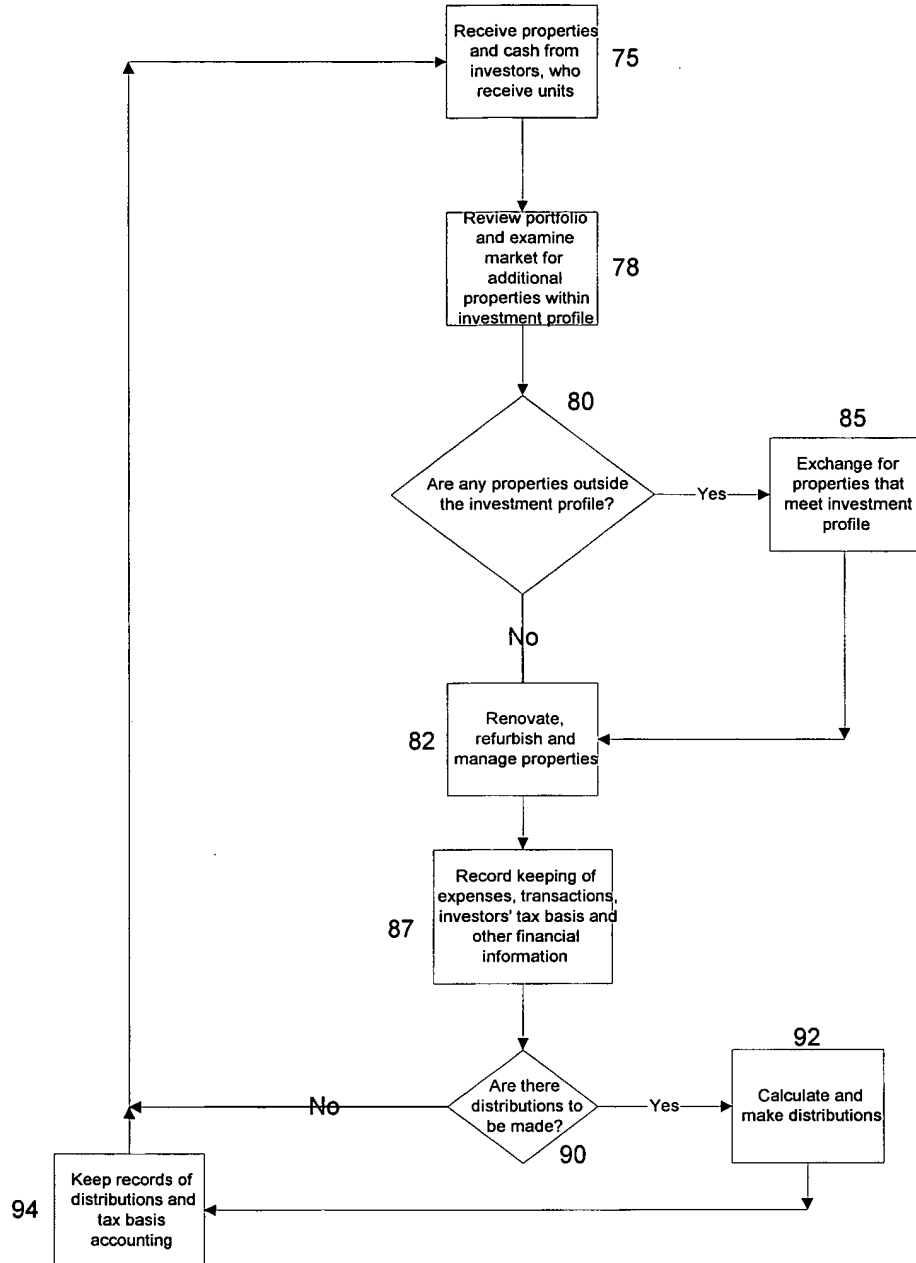 Receive properties
and cash from
investors, who
receive units
75
Review portfolio
and examine
market for
additional
properties within
investment profile
78
80
Are any properties outside
the investment profile?
Yes
85
Exchange for
properties that
meet investment
profile
No
82
Renovate,
refurbish and
manage properties
87
Record keeping of
expenses, transactions,
investors' tax basis and
other financial
information
Are there
distributions to
be made?
90
No
Yes
92
Calculate and
make distributions
94
Keep records of
distributions and
tax basis
accounting